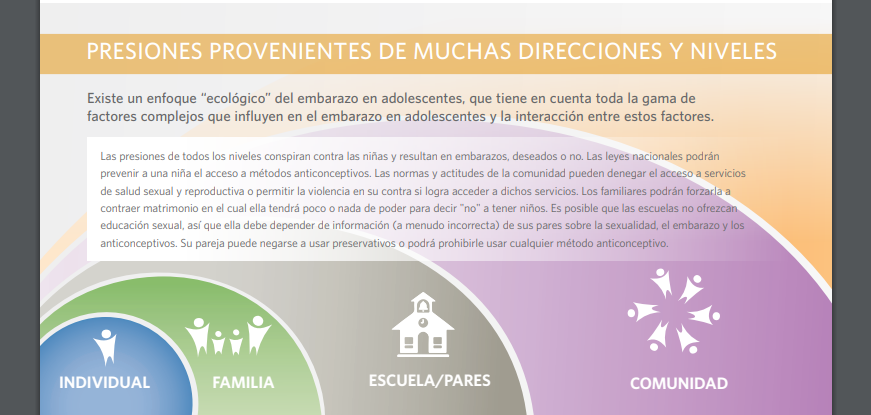 PRESIONES PROVENIENTES DE MUCHAS DIRECCIONES Y NIVELES
Existe un enfoque “ecológico” del embarazo en adolescentes, que tiene en cuenta toda la gama de
factores complejos que influyen en el embarazo en adolescentes y la interacción entre estos factores.
Las presiones de todos los niveles conspiran contra las niñas y resultan en embarazos, deseados o no. Las leyes nacionales podrán
prevenir a una niña el acceso a métodos anticonceptivos. Las normas y actitudes de la comunidad pueden denegar el acceso a servicios
de salud sexual y reproductiva o permitir la violencia en su contra si logra acceder a dichos servicios. Los familiares podrán forzarla a
contraer matrimonio en el cual ella tendrá poco o nada de poder para decir “no” a tener niños. Es posible que las escuelas no ofrezcan
educación sexual, así que ella debe depender de información (a menudo incorrecta) de sus pares sobre la sexualidad, el embarazo y los
anticonceptivos. Su pareja puede negarse a usar preservativos o podrá prohibirle usar cualquier método anticonceptivo.
INDIVIDUAL
FAMILIA
ESCUELA/PARES
COMUNIDAD